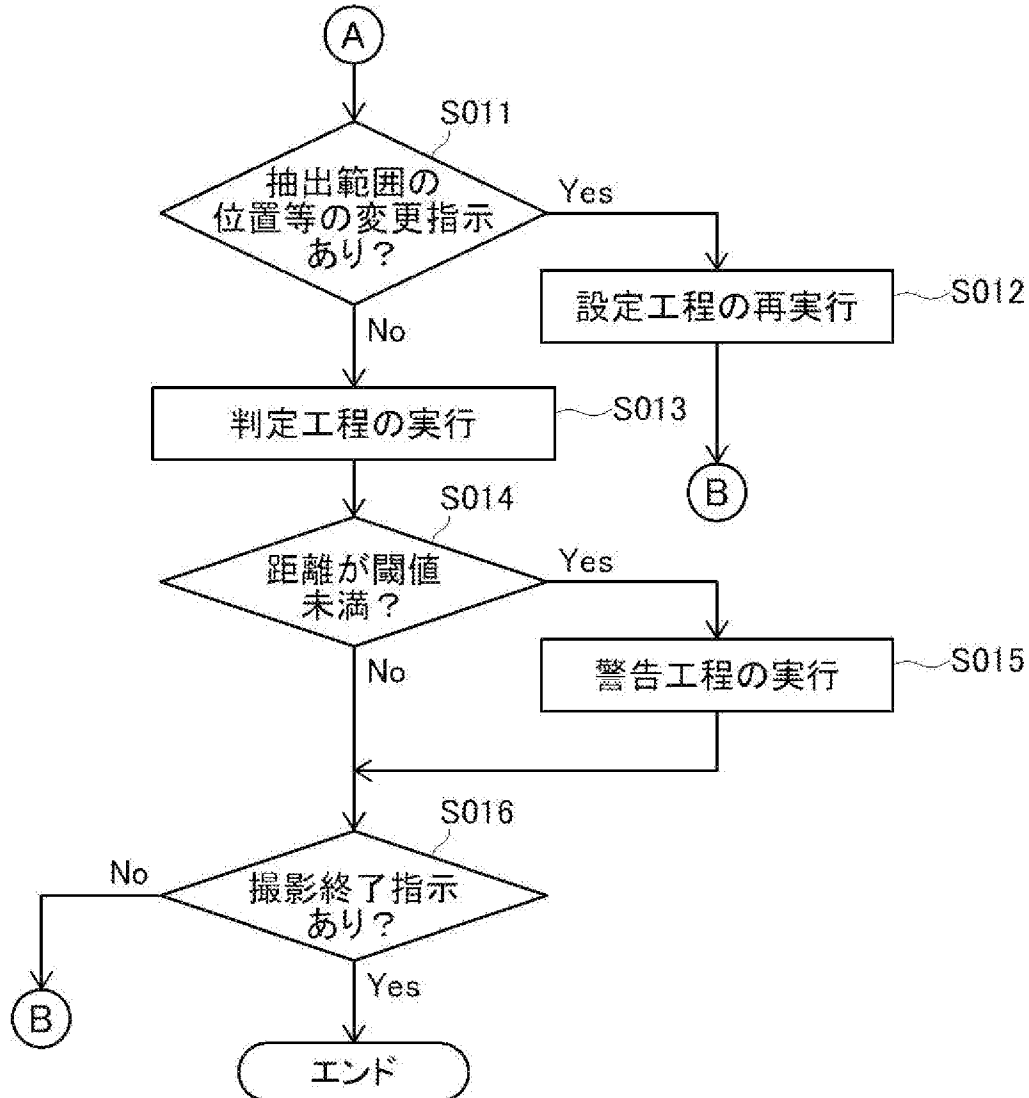 A
S011
抽出範囲の
位置等の変更指示
あり?
Yes
No
設定工程の再実行
S012
判定工程の実行
S013
B
S014
距離が閾値
未満?
Yes
No
警告工程の実行
S015
S016
撮影終了指示
あり?
No
Yes
B
エンド